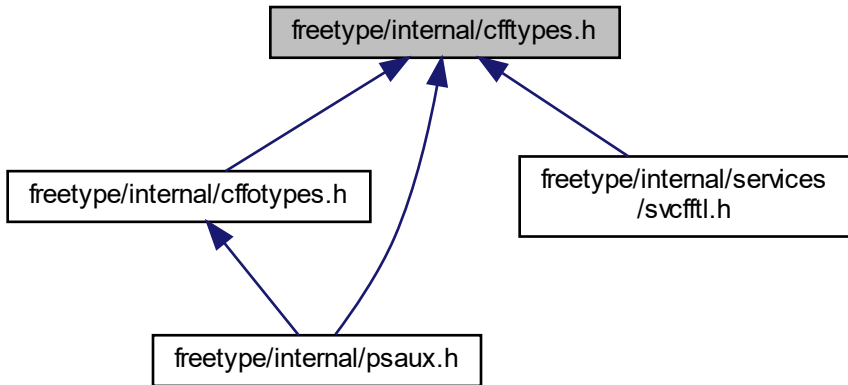 freetype/internal/cfftypes.h
freetype/internal/cffotypes.h
freetype/internal/services
/svcfftl.h
freetype/internal/psaux.h